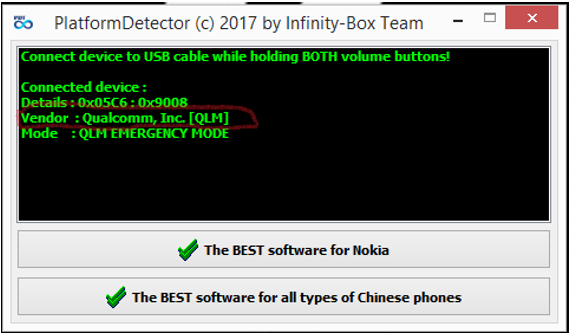 PlatformDetector (c) 2017 by Infinity-Box Team
Connect device to USB cable while holding BOTH volume buttons!
Connected device :
Details : 0x05C6 : 0x9008
Vendor : Qualcomm, Inc. [QLM]
Mode : QLM EMERGENCY MODE
The BEST software for Nokia
The BEST software for all types of Chinese phones